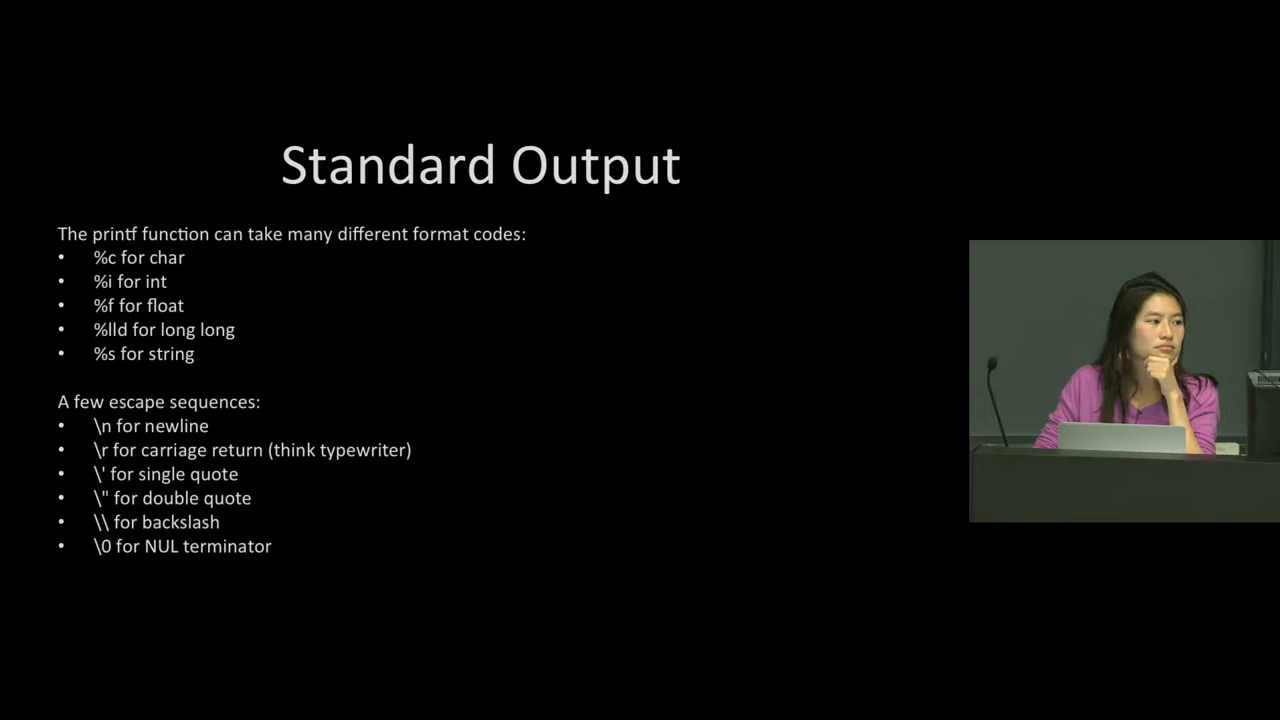 Standard Output
The printf function can take many different format codes:
• %c for char
• %i for int
• %f for float
• %lld for long long
• %s for string
A few escape sequences:
• \n for newline
• \r for carriage return (think typewriter)
• \' for single quote
• \" for double quote
• \\ for backslash
• \0 for NUL terminator